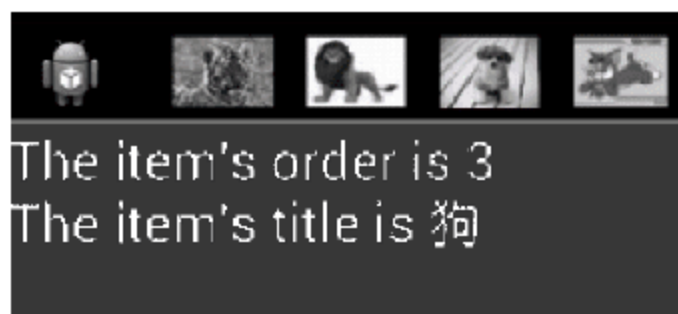 The item's order is 3
The item's title is 狗